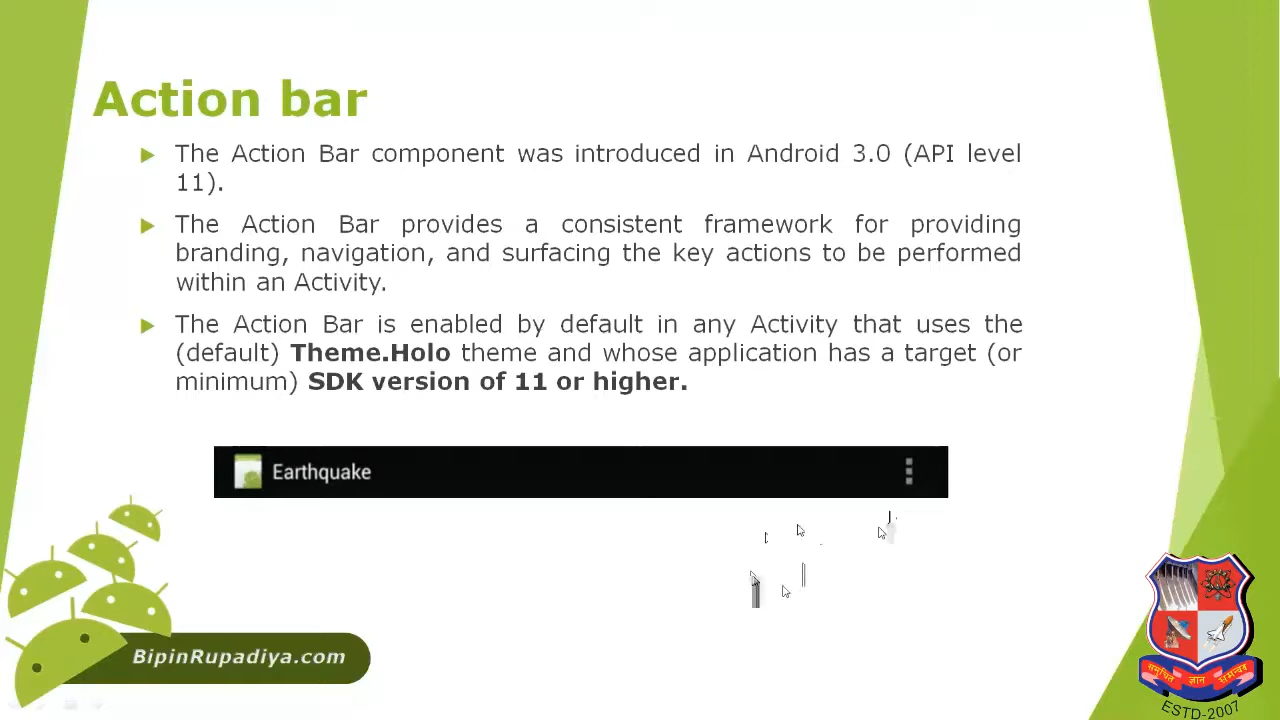 Action bar
The Action Bar component was introduced in Android 3.0 (API level
11).
The Action Bar provides a consistent framework for providing
branding, navigation, and surfacing the key actions to be performed
within an Activity.
The Action Bar is enabled by default in any Activity that uses the
(default) Theme.Holo theme and whose application has a target (or
minimum) SDK version of 11 or higher.
Earthquake
BipinRupadiya.com
समुचित ज्ञान समन्वय
ESTD-2007